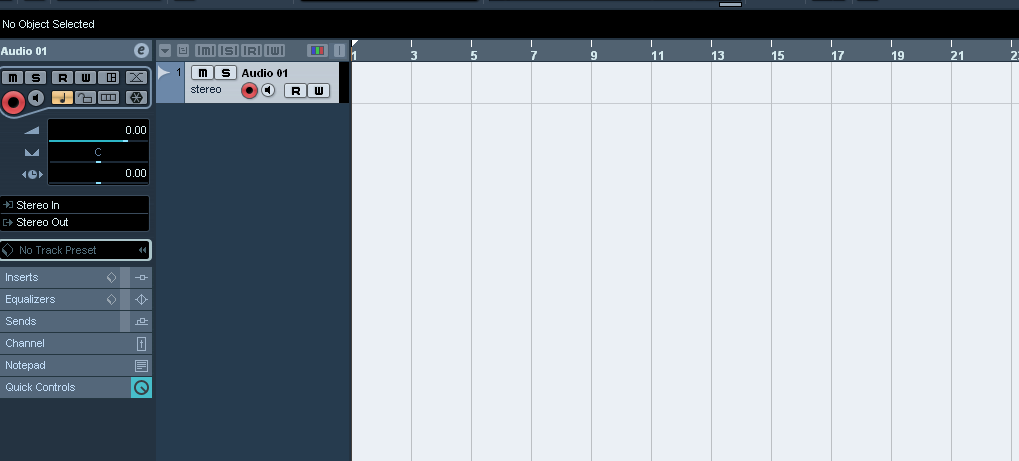 No Object Selected
Audio 01 e |M| |S| |R| |W| 1 3 5 7 9 11 13 15 17 19 21 23
M S R W
1 M S Audio 01
stereo R W
0.00
C
0.00
Stereo In
Stereo Out
No Track Preset
Inserts
Equalizers
Sends
Channel
Notepad
Quick Controls